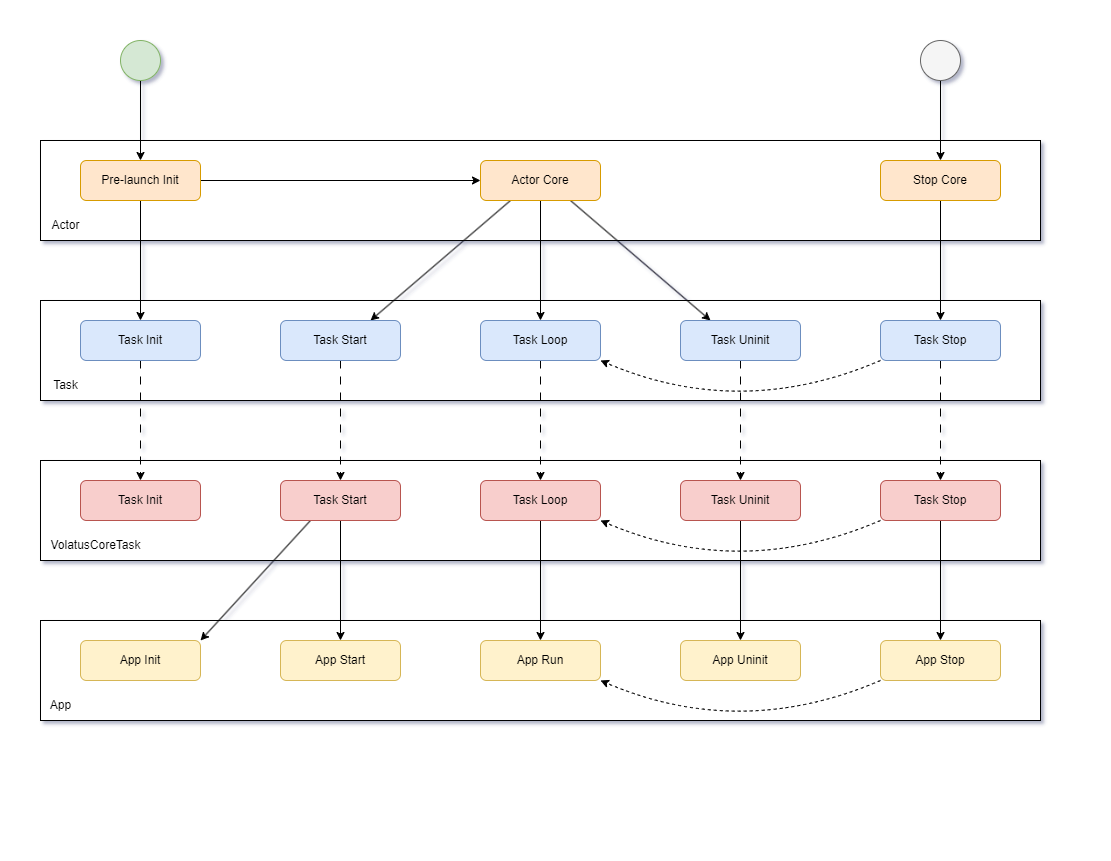 Pre-launch Init
Actor Core
Stop Core
Actor
Task Init
Task Start
Task Loop
Task Uninit
Task Stop
Task
Task Init
Task Start
Task Loop
Task Uninit
Task Stop
VolatusCoreTask
App Init
App Start
App Run
App Uninit
App Stop
App